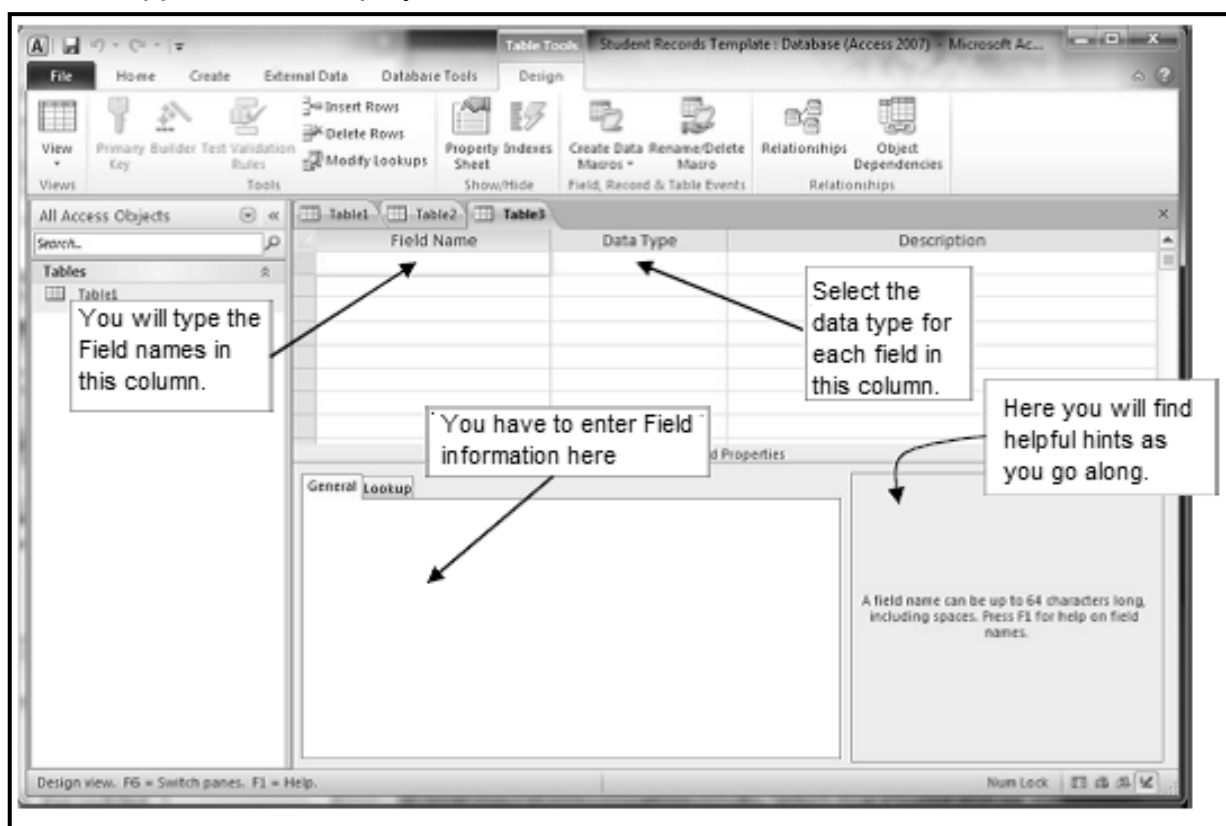 A
Table Tools
Student Records Template : Database (Access 2007) - Microsoft Ac...
File Home Create External Data Database Tools Design
View
Primary Key
Builder
Test Validation Rules
Insert Rows
Delete Rows
Modify Lookups
Property Sheet
Indexes
Create Data Macros
Rename/Delete Macro
Relationships
Object Dependencies
Views
Tools
Show/Hide
Field, Record & Table Events
Relationships
All Access Objects
Search...
Tables
Table1
Table1 Table2 Table3
Field Name Data Type Description
You will type the
Field names in
this column.
Select the
data type for
each field in
this column.
You have to enter Field
information here
Here you will find
helpful hints as
you go along.
Properties
General Lookup
A field name can be up to 64 characters long,
including spaces. Press F1 for help on field
names.
Design view. F6 = Switch panes. F1 = Help.
Num Lock